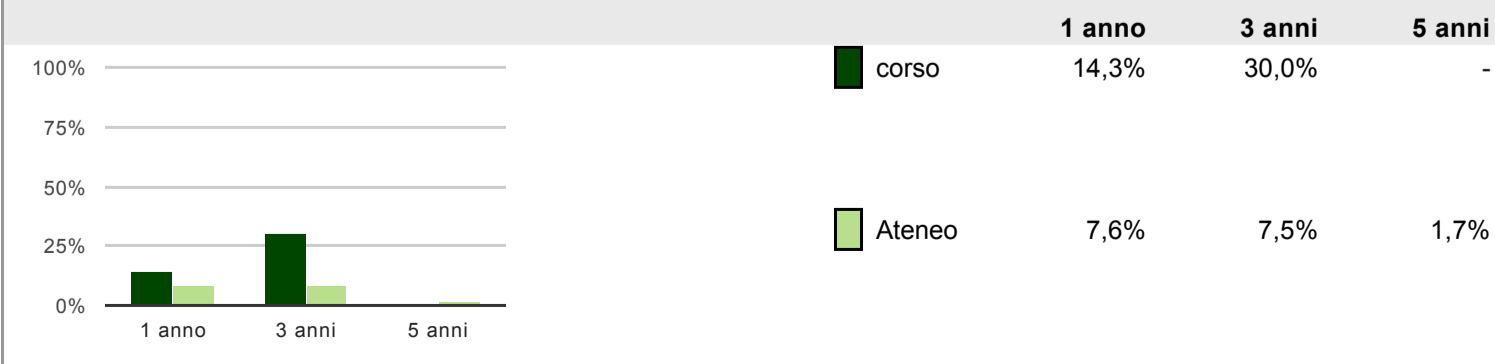 1 anno 3 anni 5 anni
100%
75%
50%
25%
0%
1 anno 3 anni 5 anni
corso 14,3% 30,0% -
Ateneo 7,6% 7,5% 1,7%